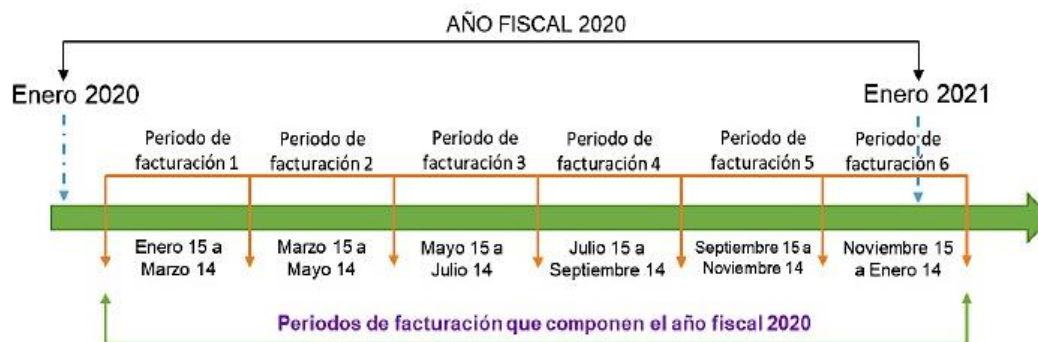 AÑO FISCAL 2020
Enero 2020
Enero 2021
Periodo de
facturación 1
Periodo de
facturación 2
Periodo de
facturación 3
Periodo de
facturación 4
Periodo de
facturación 5
Periodo de
facturación 6
Enero 15 a
Marzo 14
Marzo 15 a
Mayo 14
Mayo 15 a
Julio 14
Julio 15 a
Septiembre 14
Septiembre 15 a
Noviembre 14
Noviembre 15
a Enero 14
Periodos de facturación que componen el año fiscal 2020